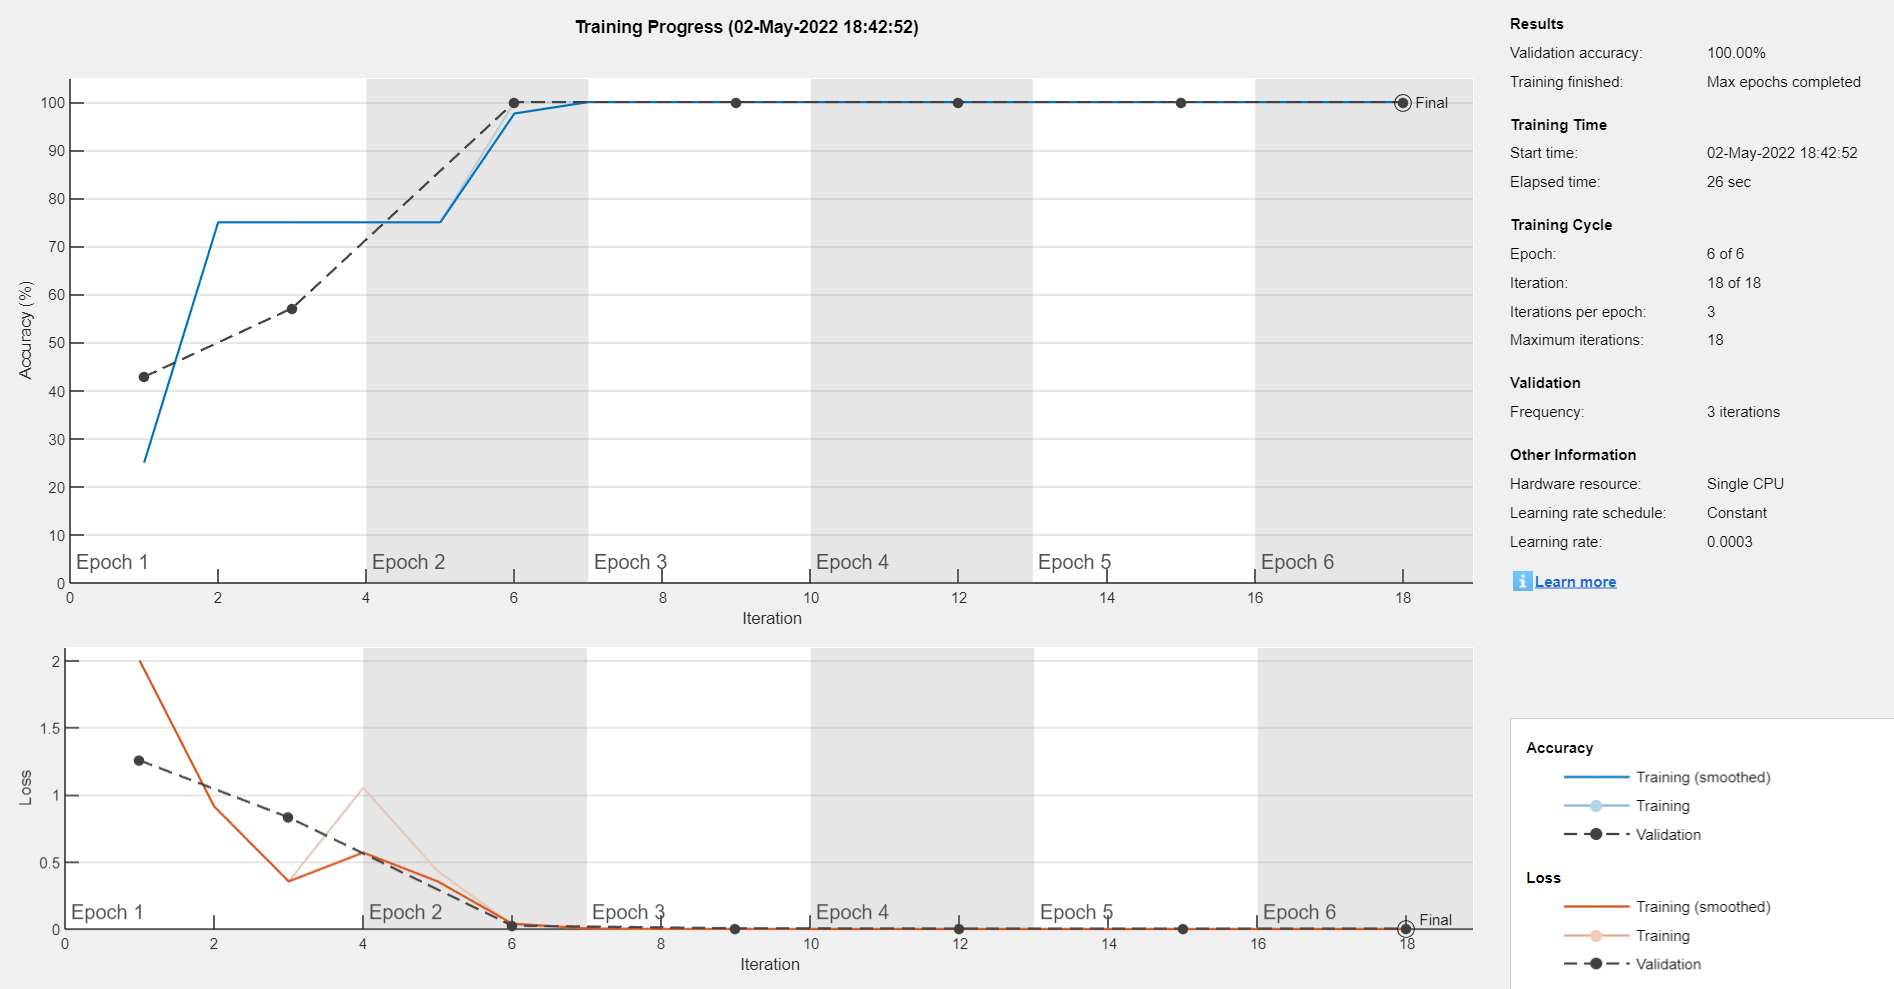 Training Progress (02-May-2022 18:42:52)
100
90
80
70
60
50
40
30
20
10
0
Accuracy (%)
Final
Epoch 1
Epoch 2
Epoch 3
Epoch 4
Epoch 5
Epoch 6
0 2 4 6 8 10 12 14 16 18
Iteration
2
1.5
1
0.5
0
Loss
Final
Epoch 1
Epoch 2
Epoch 3
Epoch 4
Epoch 5
Epoch 6
0 2 4 6 8 10 12 14 16 18
Iteration
Results
Validation accuracy: 100.00%
Training finished: Max epochs completed
Training Time
Start time: 02-May-2022 18:42:52
Elapsed time: 26 sec
Training Cycle
Epoch: 6 of 6
Iteration: 18 of 18
Iterations per epoch: 3
Maximum iterations: 18
Validation
Frequency: 3 iterations
Other Information
Hardware resource: Single CPU
Learning rate schedule: Constant
Learning rate: 0.0003
i Learn more
Accuracy
Training (smoothed)
Training
Validation
Loss
Training (smoothed)
Training
Validation